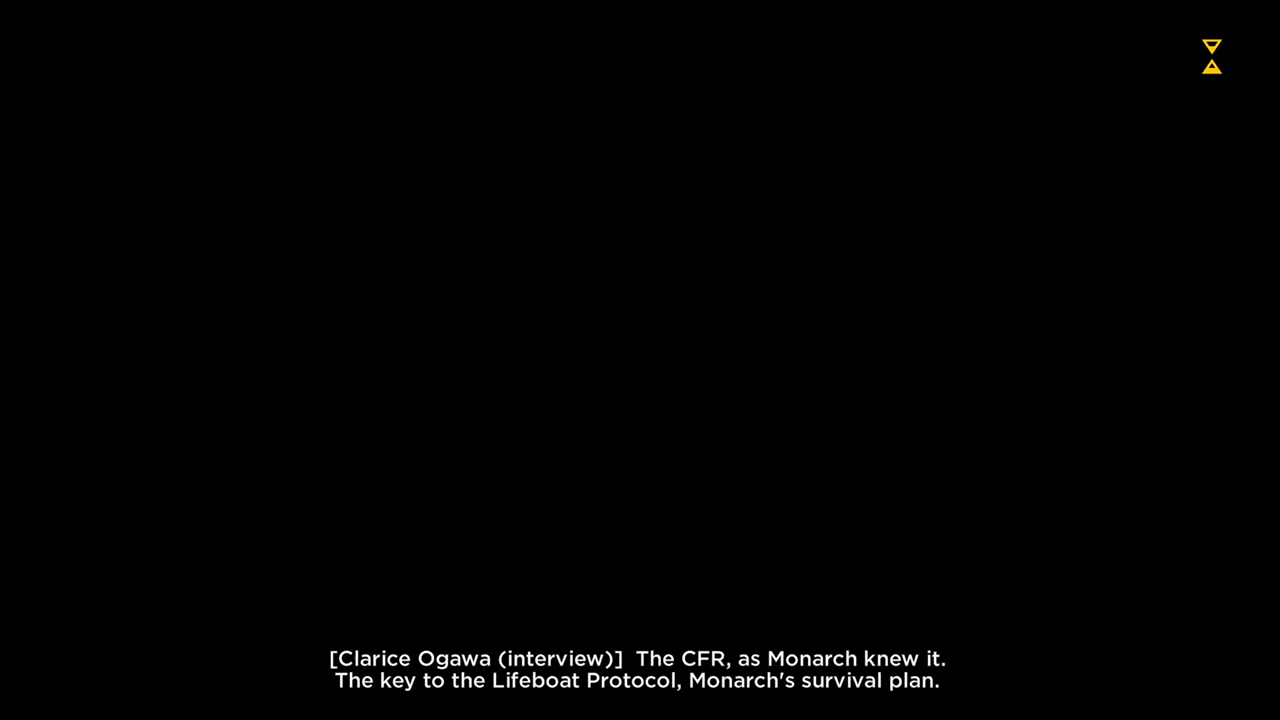 [Clarice Ogawa (interview)]  The CFR, as Monarch knew it.
The key to the Lifeboat Protocol, Monarch's survival plan.